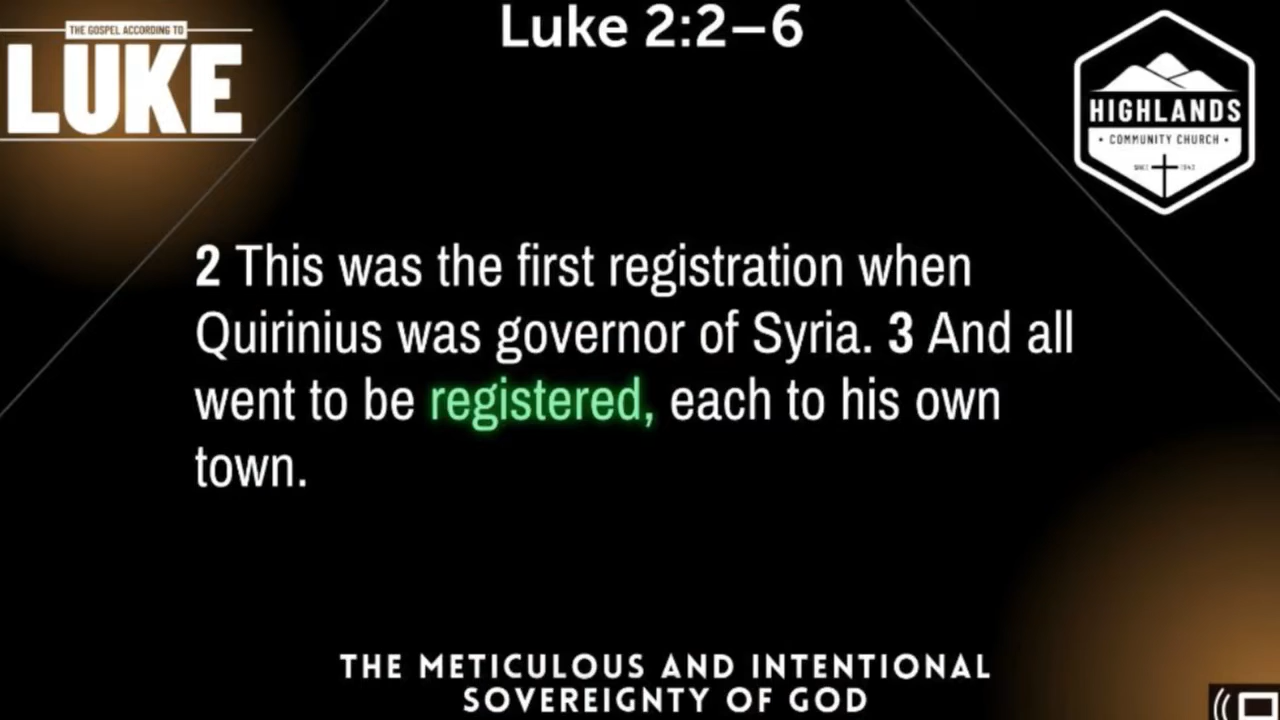 THE GOSPEL ACCORDING TO
LUKE
Luke 2:2–6
HIGHLANDS
• COMMUNITY CHURCH •
2 This was the first registration when
Quirinius was governor of Syria. 3 And all
went to be registered, each to his own
town.
THE METICULOUS AND INTENTIONAL
SOVEREIGNTY OF GOD